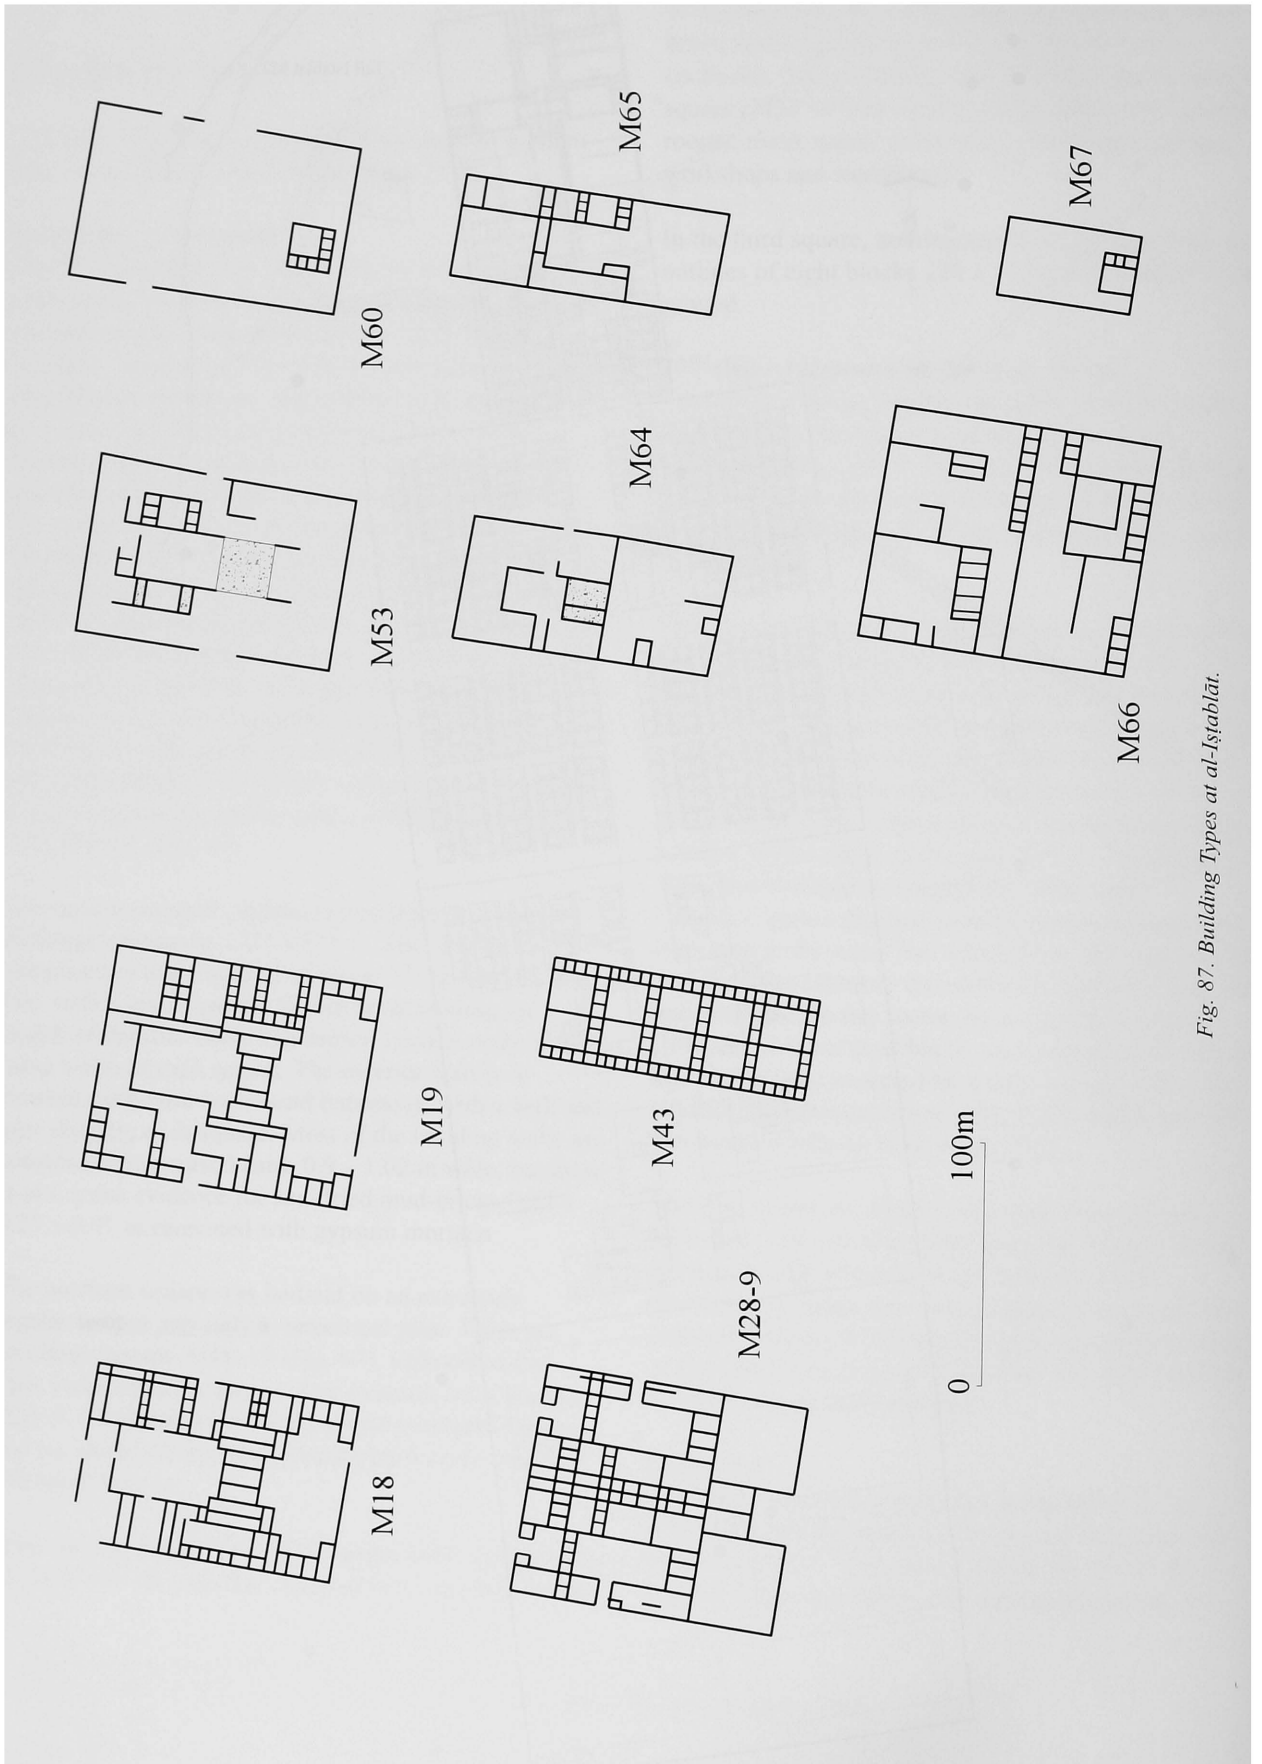 M18
M19
M53
M60
M28-9
M43
M64
M65
0 100m
M66
M67
Fig. 87. Building Types at al-Iṣṭablāt.